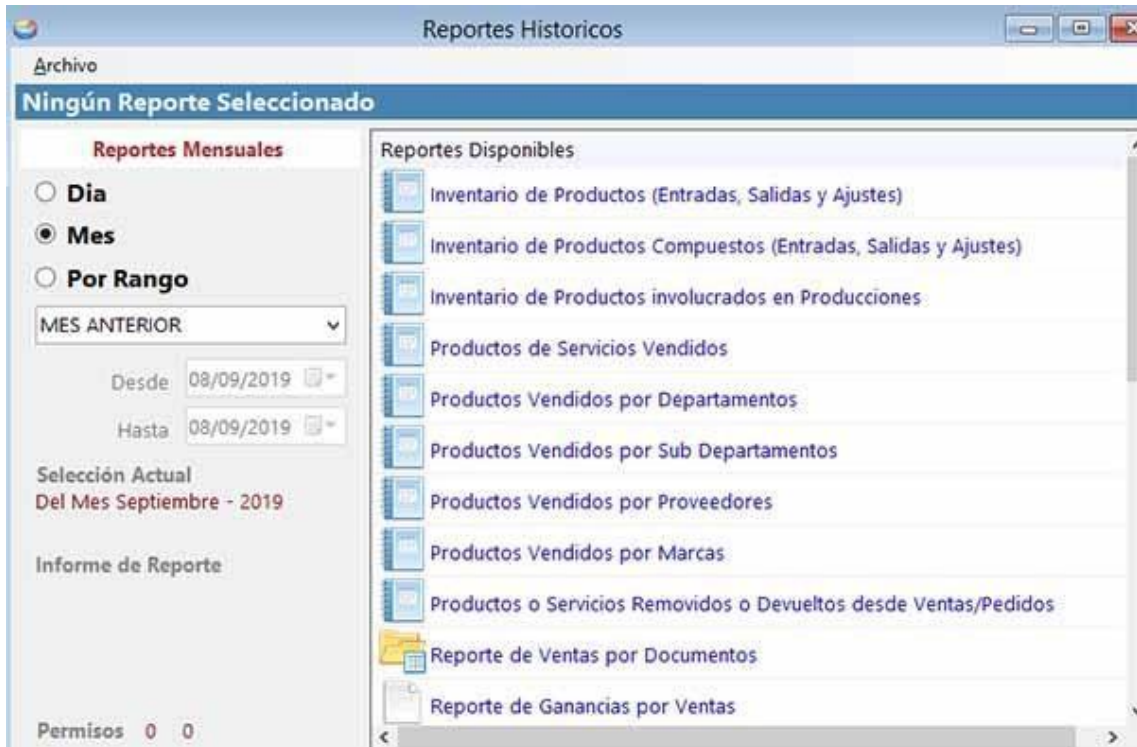 Reportes Historicos
Archivo
Ningún Reporte Seleccionado
Reportes Mensuales
Dia
Mes
Por Rango
MES ANTERIOR
Desde 08/09/2019
Hasta 08/09/2019
Selección Actual
Del Mes Septiembre - 2019
Informe de Reporte
Permisos 0 0
Reportes Disponibles
Inventario de Productos (Entradas, Salidas y Ajustes)
Inventario de Productos Compuestos (Entradas, Salidas y Ajustes)
Inventario de Productos involucrados en Producciones
Productos de Servicios Vendidos
Productos Vendidos por Departamentos
Productos Vendidos por Sub Departamentos
Productos Vendidos por Proveedores
Productos Vendidos por Marcas
Productos o Servicios Removidos o Devueltos desde Ventas/Pedidos
Reporte de Ventas por Documentos
Reporte de Ganancias por Ventas